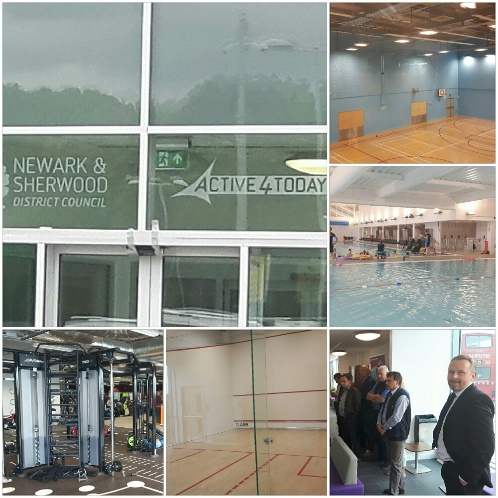 NEWARK &
SHERWOOD
DISTRICT COUNCIL
ACTIVE4TODAY